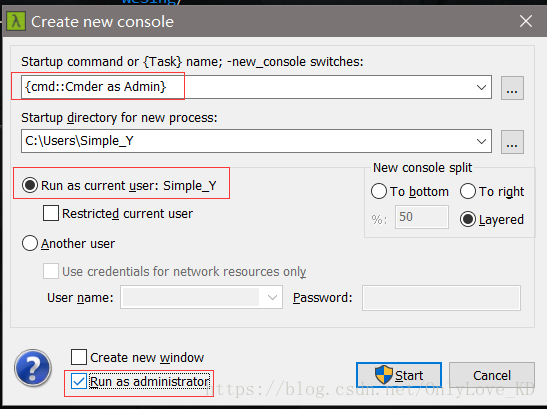 Wesing/
λ Create new console
Startup command or {Task} name; -new_console switches:
{cmd::Cmder as Admin}
...
Startup directory for new process:
C:\Users\Simple_Y
...
Run as current user: Simple_Y
Restricted current user
Another user
Use credentials for network resources only
User name:
Password:
New console split
To bottom
To right
%: 50
Layered
Create new window
Run as administrator
Start
Cancel
https://blog.csdn.net/OnlyLove_KD